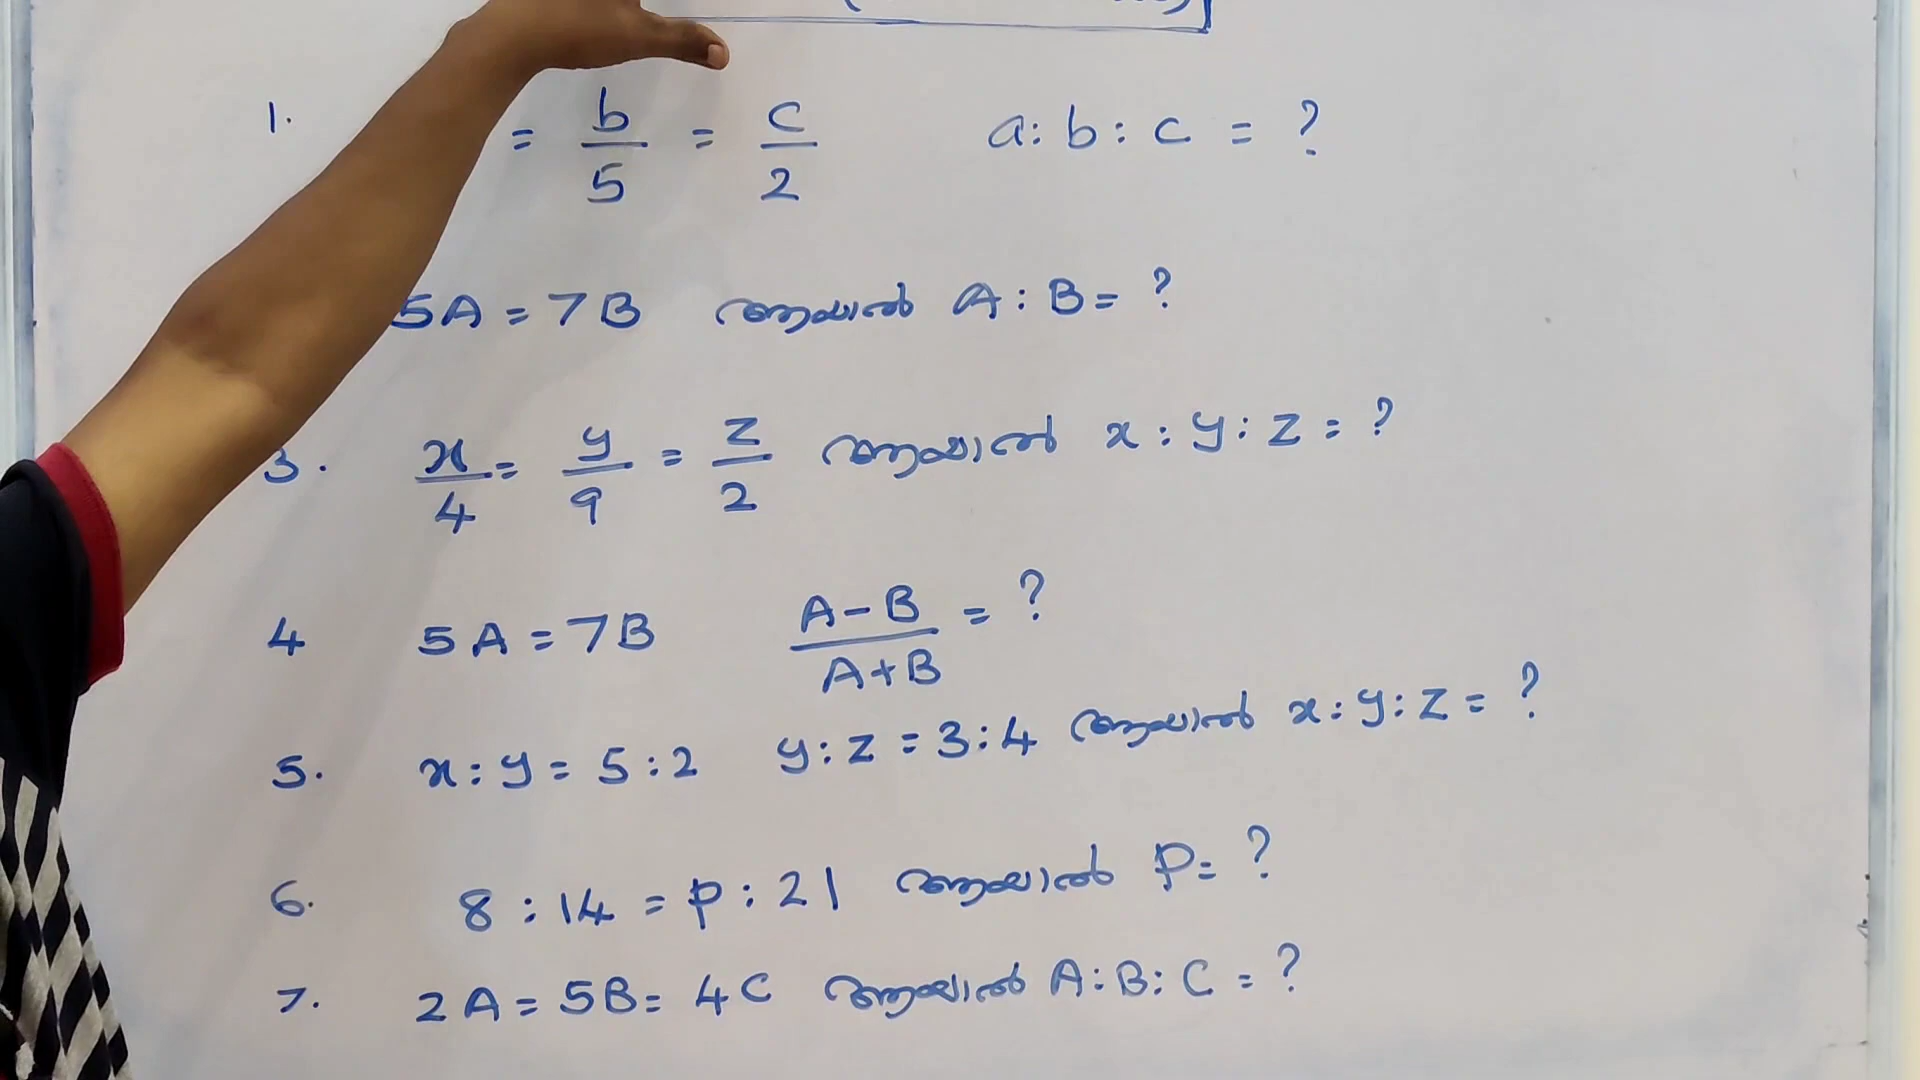 1. = b/5 = c/2 a : b : c = ?
5A = 7B ആയാൽ A : B = ?
3. x/4 = y/9 = z/2 ആയാൽ x : y : z = ?
4 5A = 7B A-B/A+B = ?
5. x : y = 5 : 2 y : z = 3 : 4 ആയാൽ x : y : z = ?
6. 8 : 14 = p : 21 ആയാൽ p = ?
7. 2A = 5B = 4C ആയാൽ A : B : C = ?